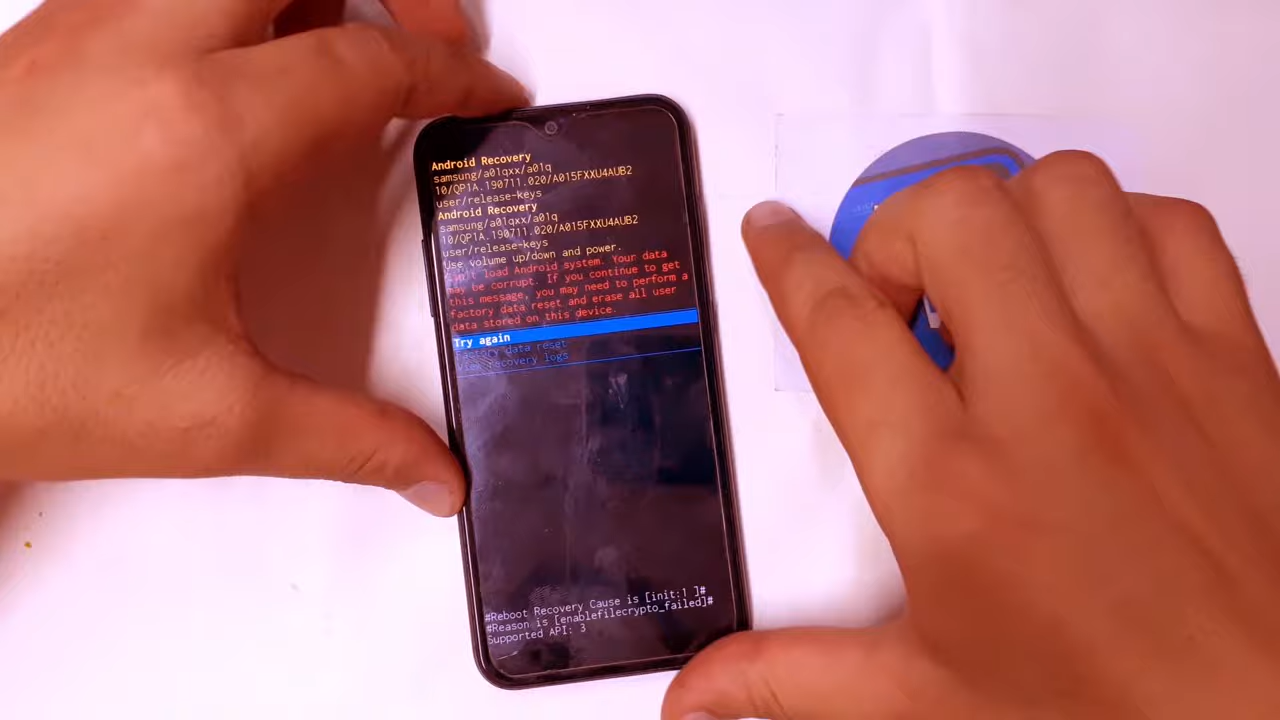 Android Recovery
samsung/a01qxx/a01q
10/QP1A.190711.020/A015FXXU4AUB2
user/release-keys
Android Recovery
samsung/a01qxx/a01q
10/QP1A.190711.020/A015FXXU4AUB2
user/release-keys
Use volume up/down and power.
Can't load Android system. Your data
may be corrupt. If you continue to get
this message, you may need to perform a
factory data reset and erase all user
data stored on this device.
Try again
Factory data reset
View recovery logs
#Reboot Recovery Cause is [init:1 ]#
#Reason is [enablefilecrypto_failed]#
Supported API: 3